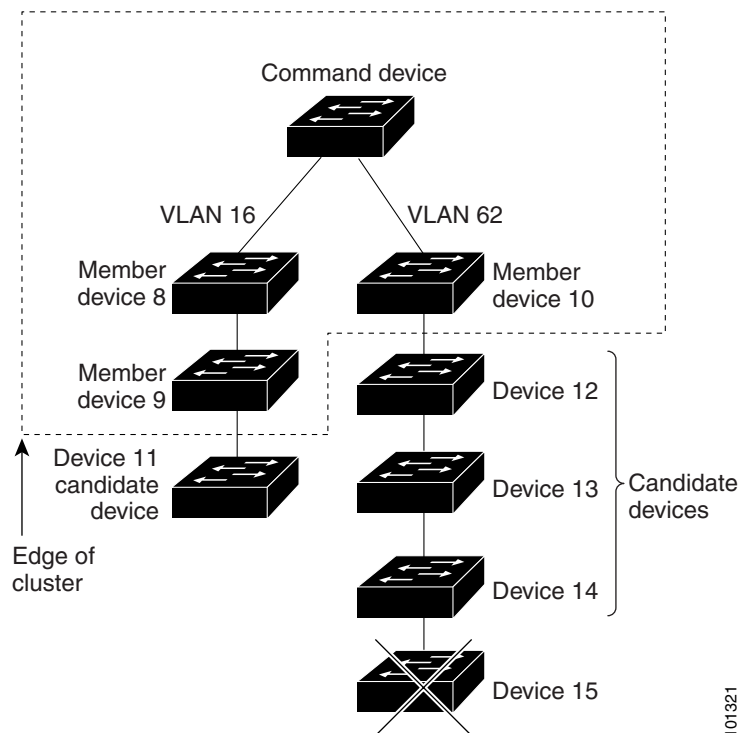 Command device
VLAN 16
VLAN 62
Member
device 8
Member
device 10
Member
device 9
Device 12
Device 11
candidate
device
Device 13
Candidate
devices
Edge of
cluster
Device 14
Device 15
101321